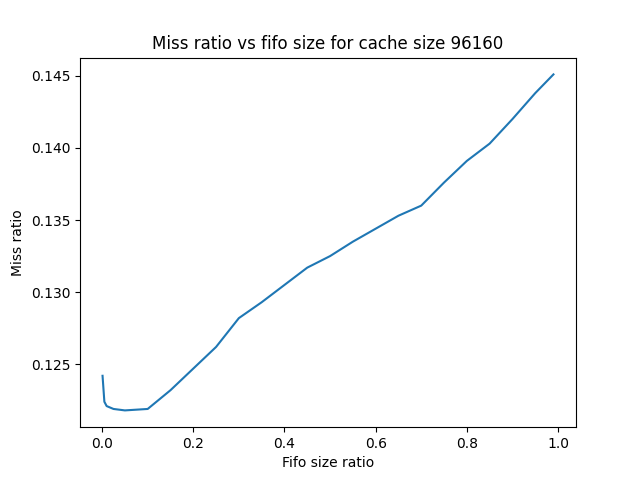 Miss ratio vs fifo size for cache size 96160
0.145
0.140
0.135
0.130
0.125
Miss ratio
0.0 0.2 0.4 0.6 0.8 1.0
Fifo size ratio